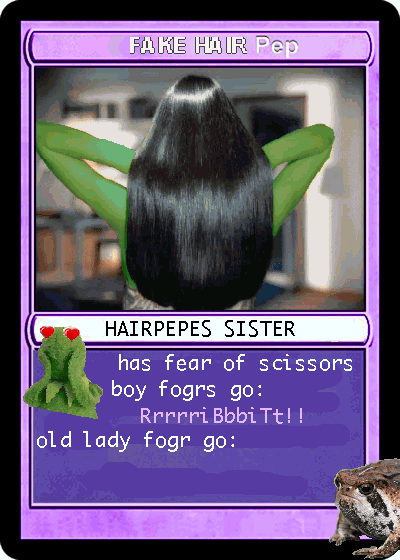 FAKE HAIR Pep
HAIRPEPES SISTER
has fear of scissors
boy fogrs go:
RrrrriBbbiTt!!
old lady fogr go: